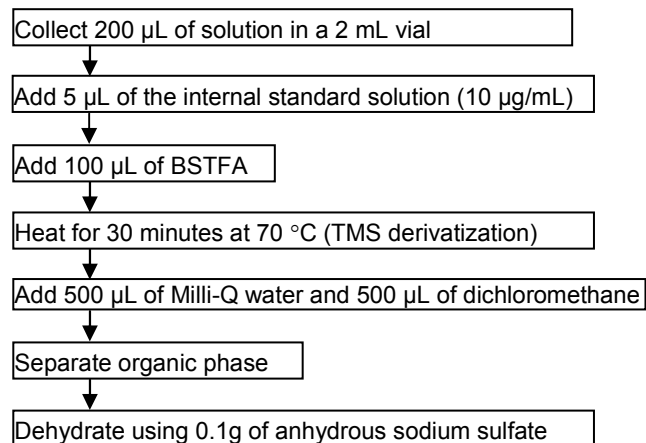 Collect 200 µL of solution in a 2 mL vial
Add 5 µL of the internal standard solution (10 µg/mL)
Add 100 µL of BSTFA
Heat for 30 minutes at 70 °C (TMS derivatization)
Add 500 µL of Milli-Q water and 500 µL of dichloromethane
Separate organic phase
Dehydrate using 0.1g of anhydrous sodium sulfate